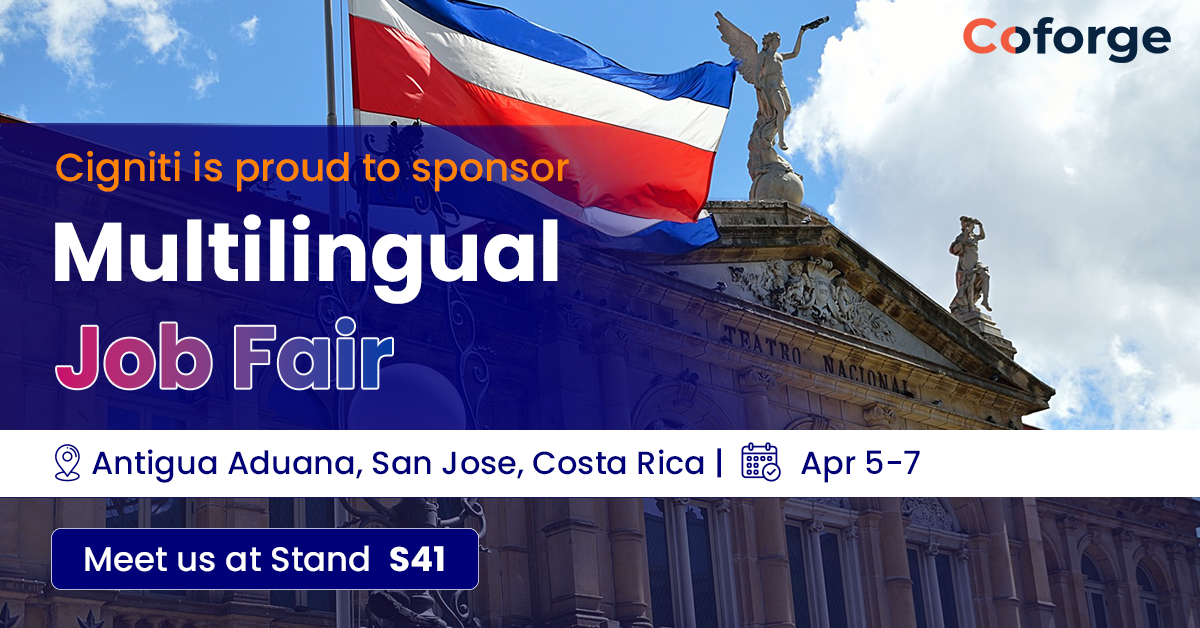 Coforge
Cigniti is proud to sponsor
Multilingual
Job Fair
TEATRO NACIONAL
Antigua Aduana, San Jose, Costa Rica | Apr 5-7
Meet us at Stand S41